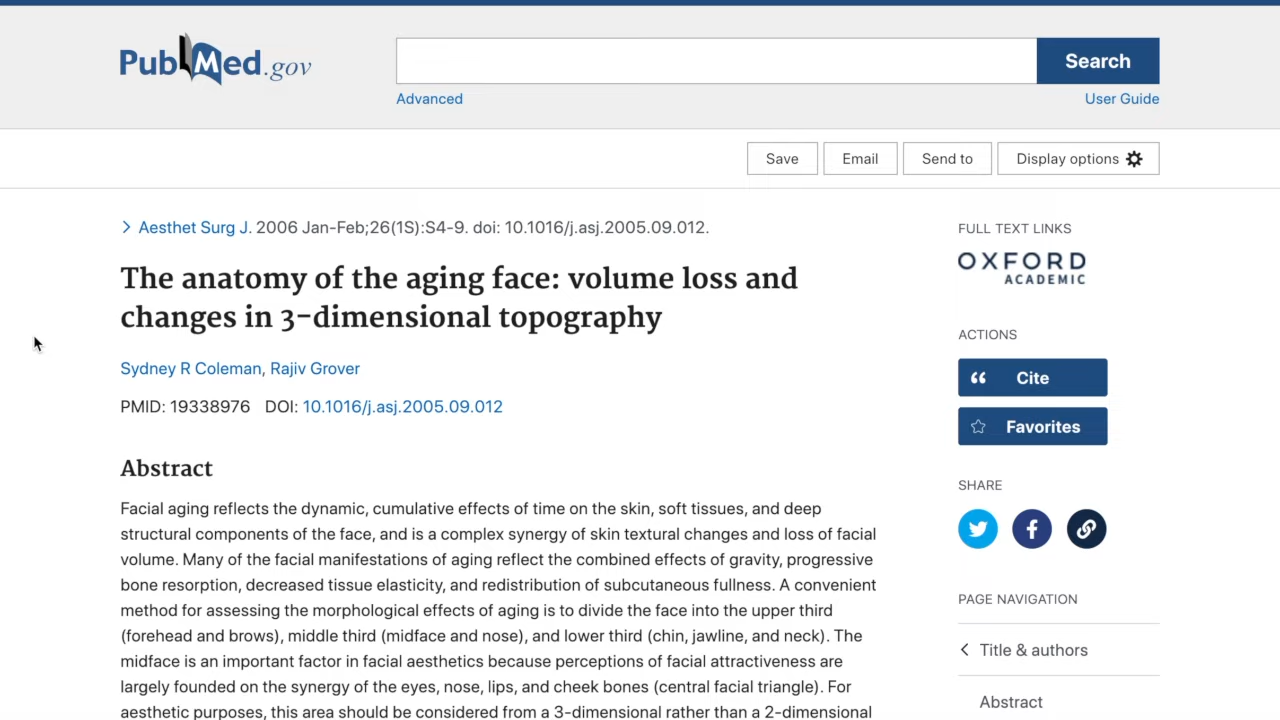 PubMed.gov
Search
Advanced
User Guide
Save
Email
Send to
Display options
Aesthet Surg J. 2006 Jan-Feb;26(1S):S4-9. doi: 10.1016/j.asj.2005.09.012.
The anatomy of the aging face: volume loss and
changes in 3-dimensional topography
Sydney R Coleman, Rajiv Grover
PMID: 19338976 DOI: 10.1016/j.asj.2005.09.012
Abstract
Facial aging reflects the dynamic, cumulative effects of time on the skin, soft tissues, and deep
structural components of the face, and is a complex synergy of skin textural changes and loss of facial
volume. Many of the facial manifestations of aging reflect the combined effects of gravity, progressive
bone resorption, decreased tissue elasticity, and redistribution of subcutaneous fullness. A convenient
method for assessing the morphological effects of aging is to divide the face into the upper third
(forehead and brows), middle third (midface and nose), and lower third (chin, jawline, and neck). The
midface is an important factor in facial aesthetics because perceptions of facial attractiveness are
largely founded on the synergy of the eyes, nose, lips, and cheek bones (central facial triangle). For
aesthetic purposes, this area should be considered from a 3-dimensional rather than a 2-dimensional
FULL TEXT LINKS
OXFORD
ACADEMIC
ACTIONS
Cite
Favorites
SHARE
PAGE NAVIGATION
Title & authors
Abstract